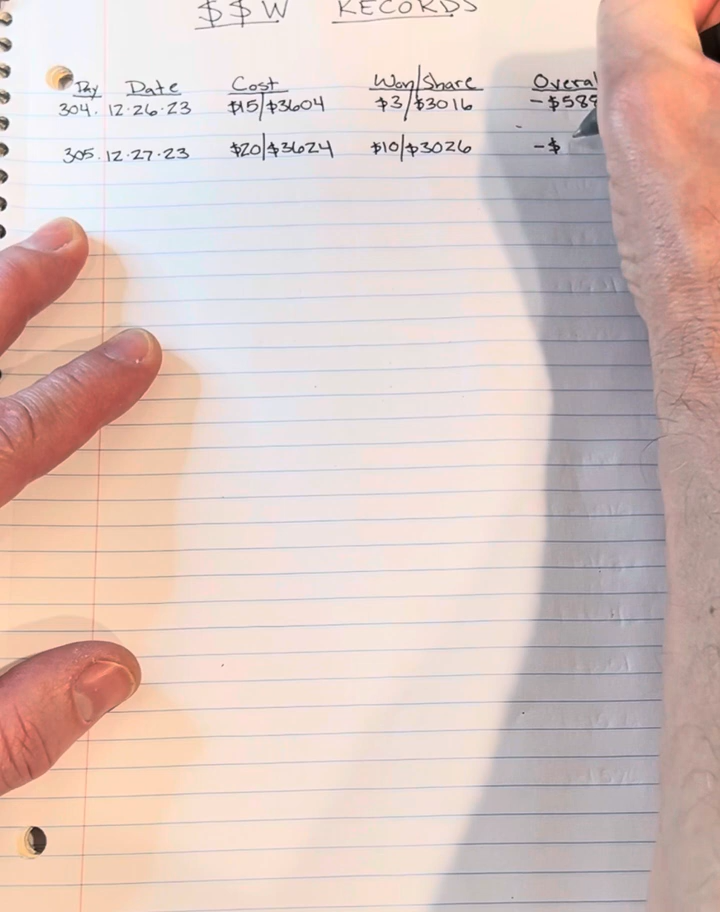 $$W RECORDS
Day Date Cost Won/Share Overal
304. 12·26·23 $15/$3604 $3/$3016 -$588
305. 12·27·23 $20/$3624 $10/$3026 -$